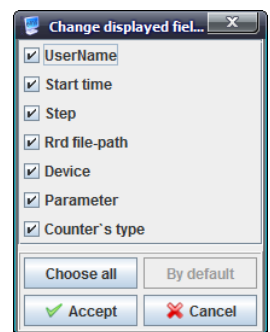 Change displayed fiel...
UserName
Start time
Step
Rrd file-path
Device
Parameter
Counter`s type
Choose all By default
Accept Cancel